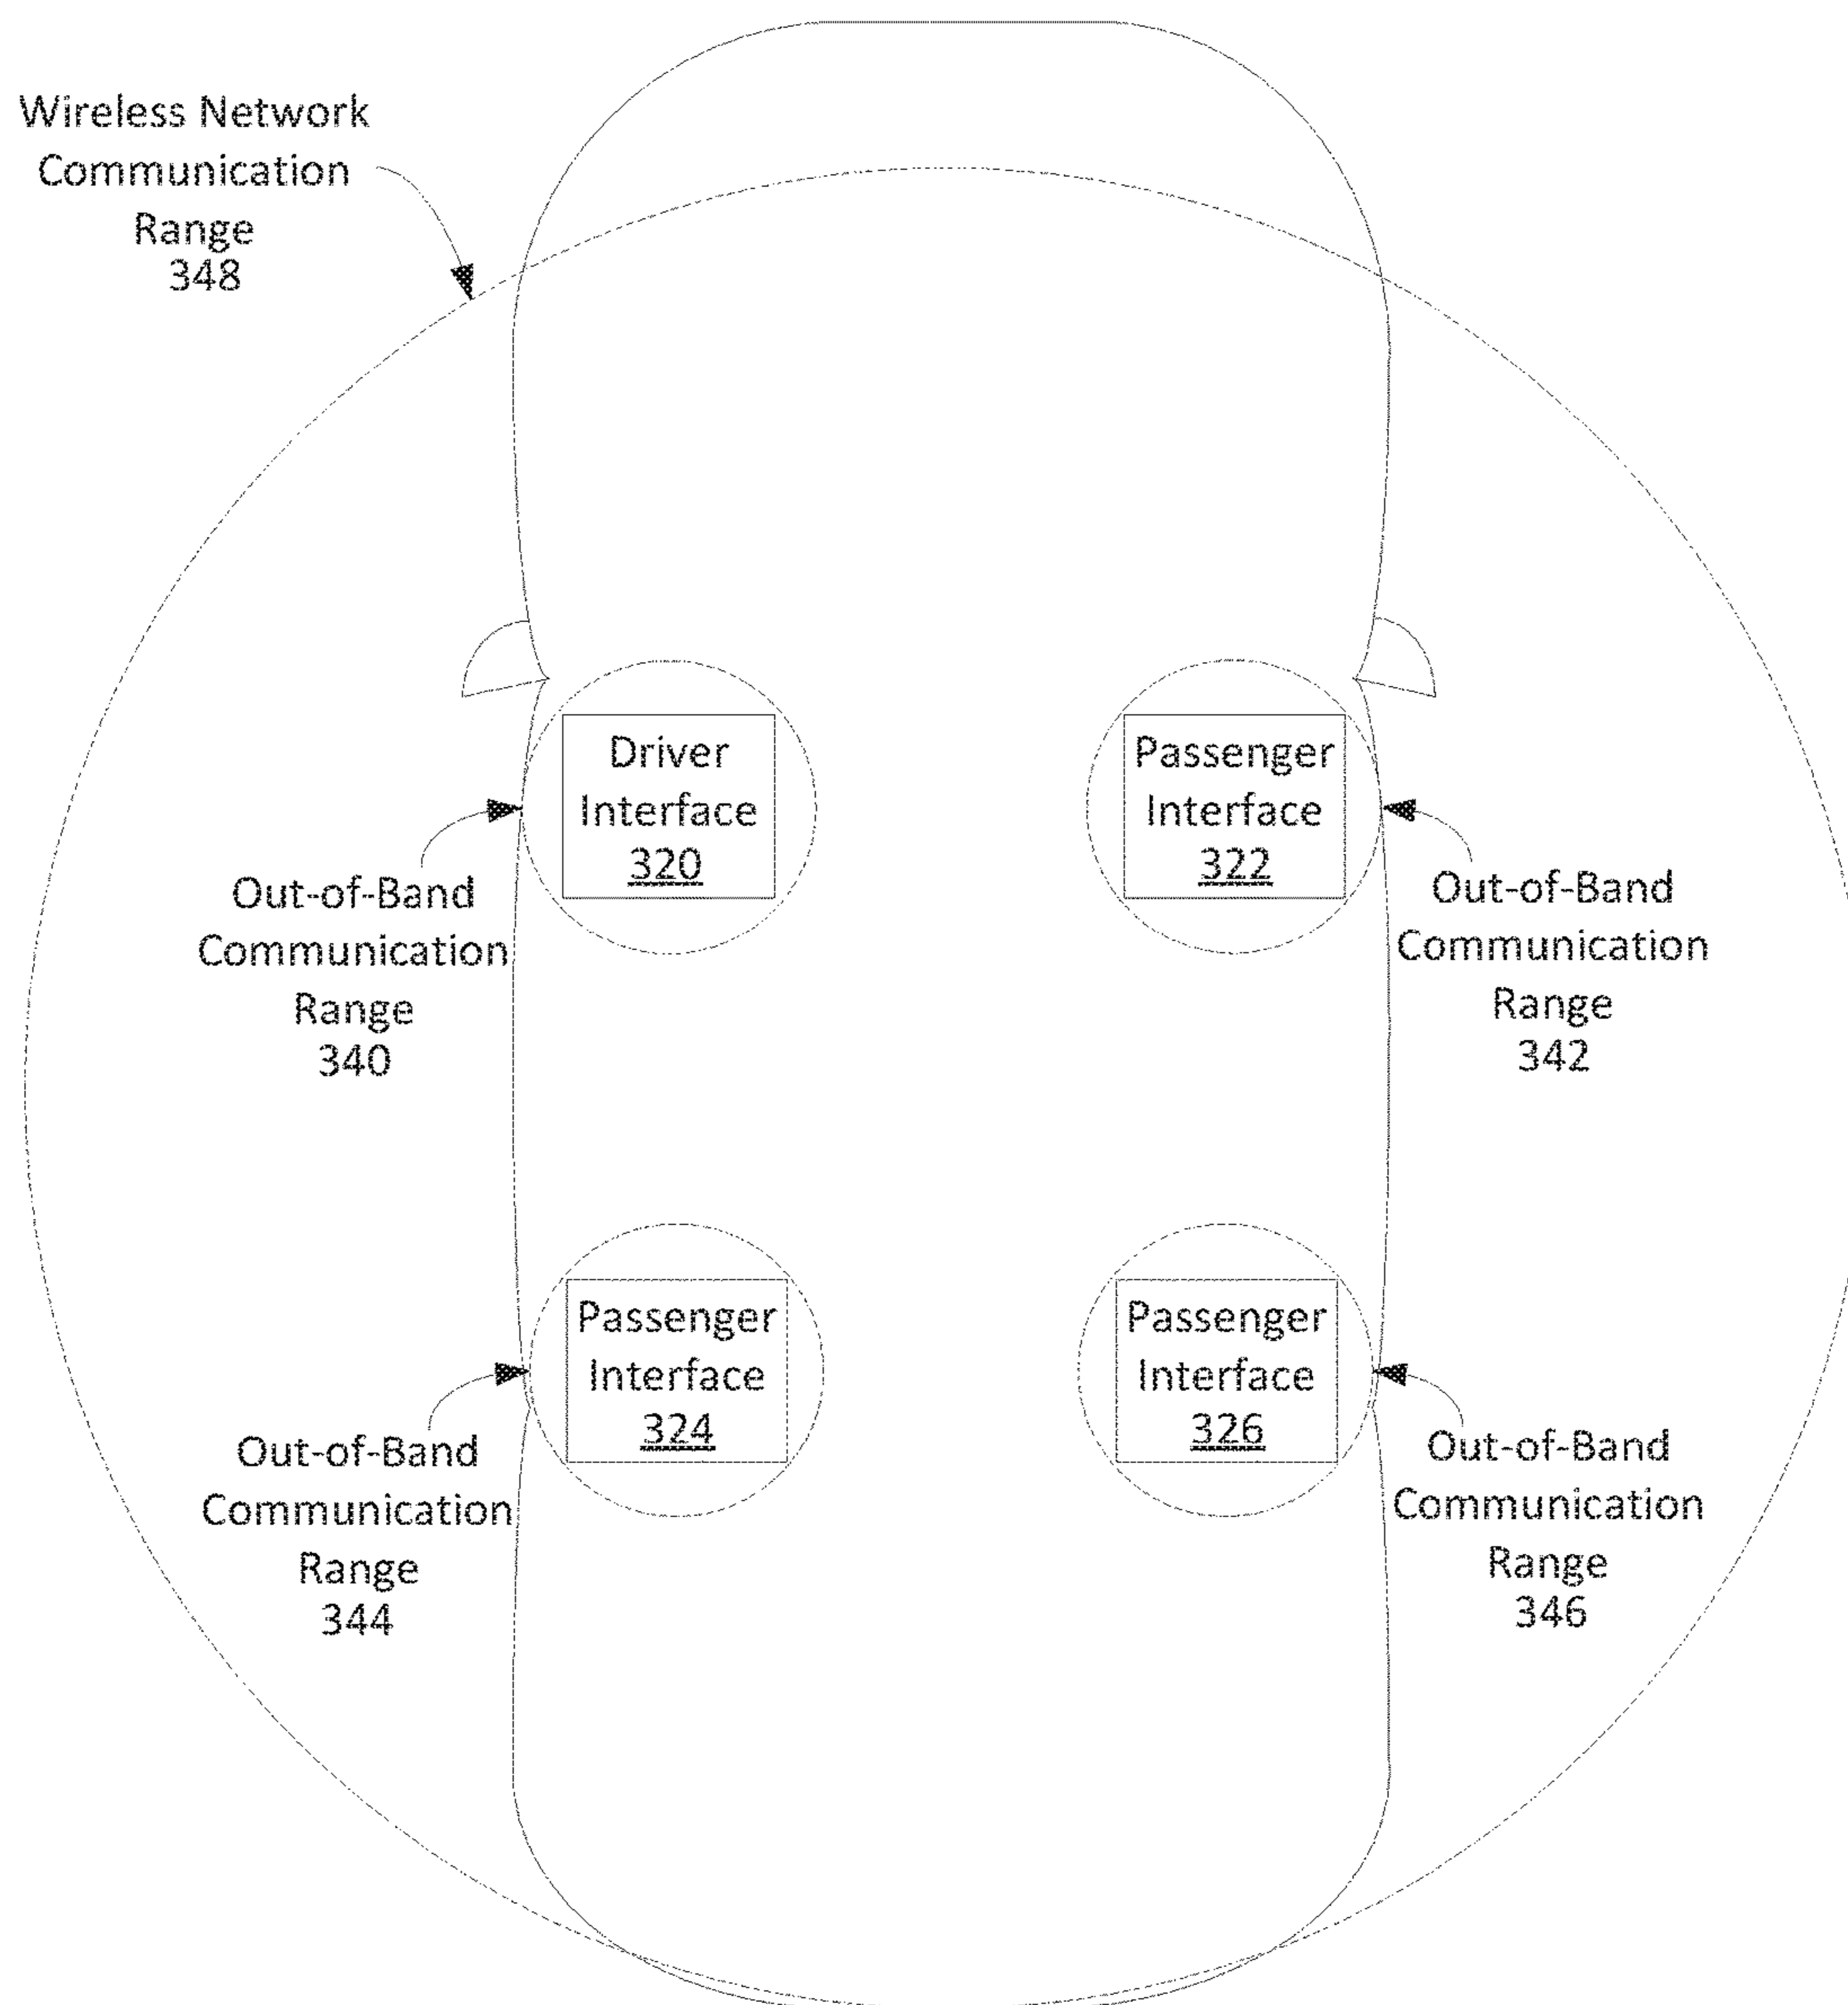 Wireless Network
Communication
Range
348
Driver
Interface
320
Passenger
Interface
322
Out-of-Band
Communication
Range
340
Out-of-Band
Communication
Range
342
Passenger
Interface
324
Passenger
Interface
326
Out-of-Band
Communication
Range
344
Out-of-Band
Communication
Range
346